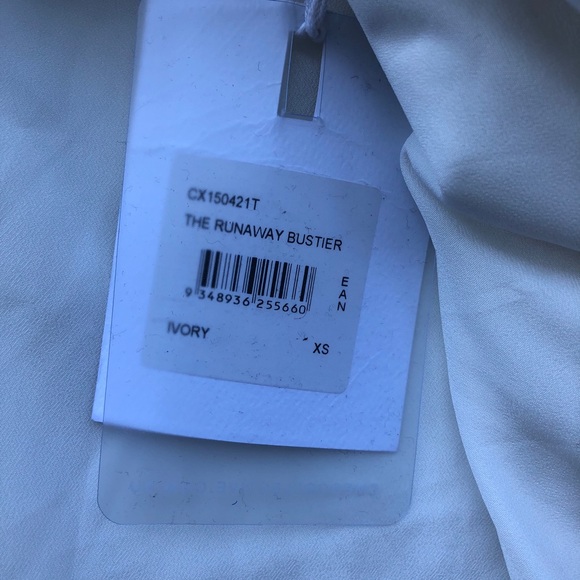 CX150421T
THE RUNAWAY BUSTIER
9 348936 255660
EAN
IVORY
XS